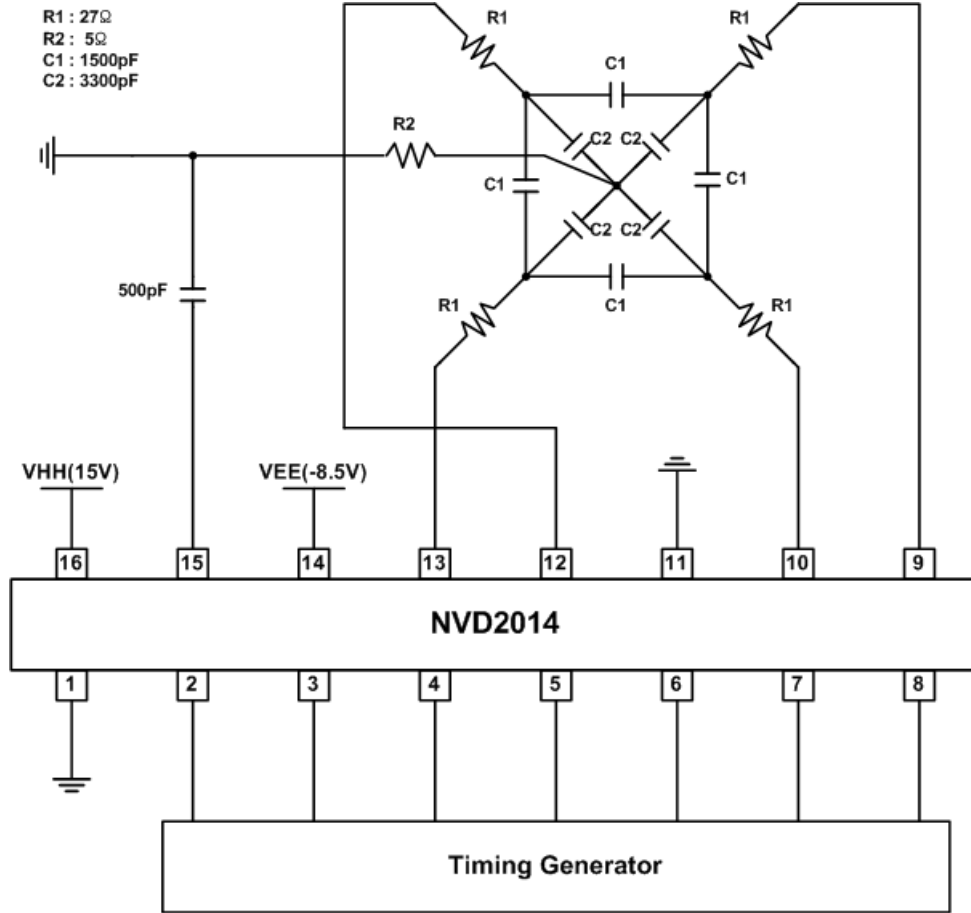 R1 : 27Ω
R2 : 5Ω
C1 : 1500pF
C2 : 3300pF
R1
R1
C1
R2
C2
C2
C1
C1
C2
C2
C1
R1
R1
500pF
VHH(15V)
VEE(-8.5V)
16
15
14
13
12
11
10
9
NVD2014
1
2
3
4
5
6
7
8
Timing Generator